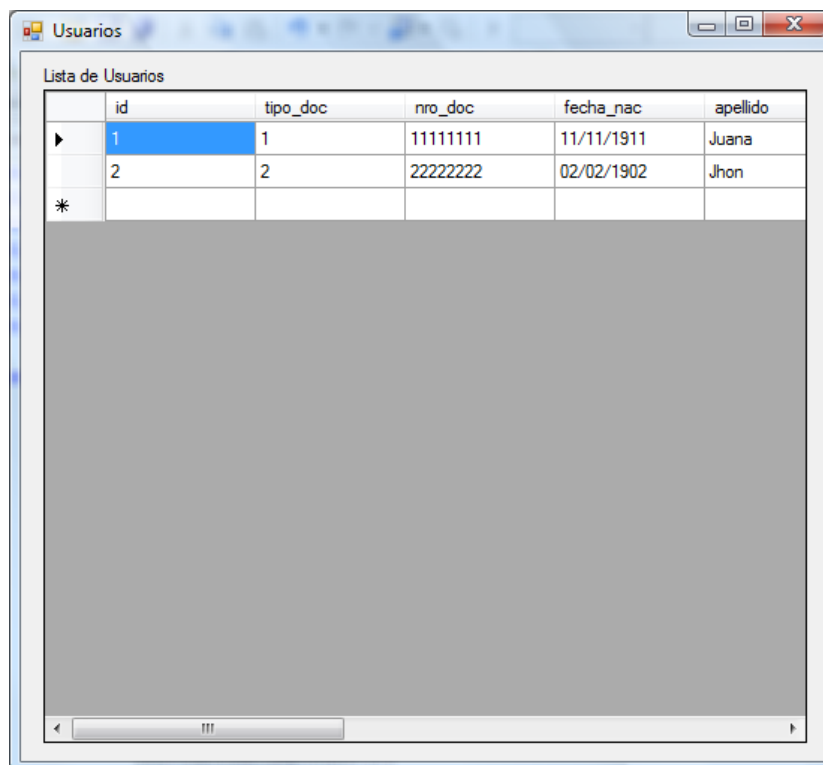 Usuarios
Lista de Usuarios
id tipo_doc nro_doc fecha_nac apellido
1 1 11111111 11/11/1911 Juana
2 2 22222222 02/02/1902 Jhon